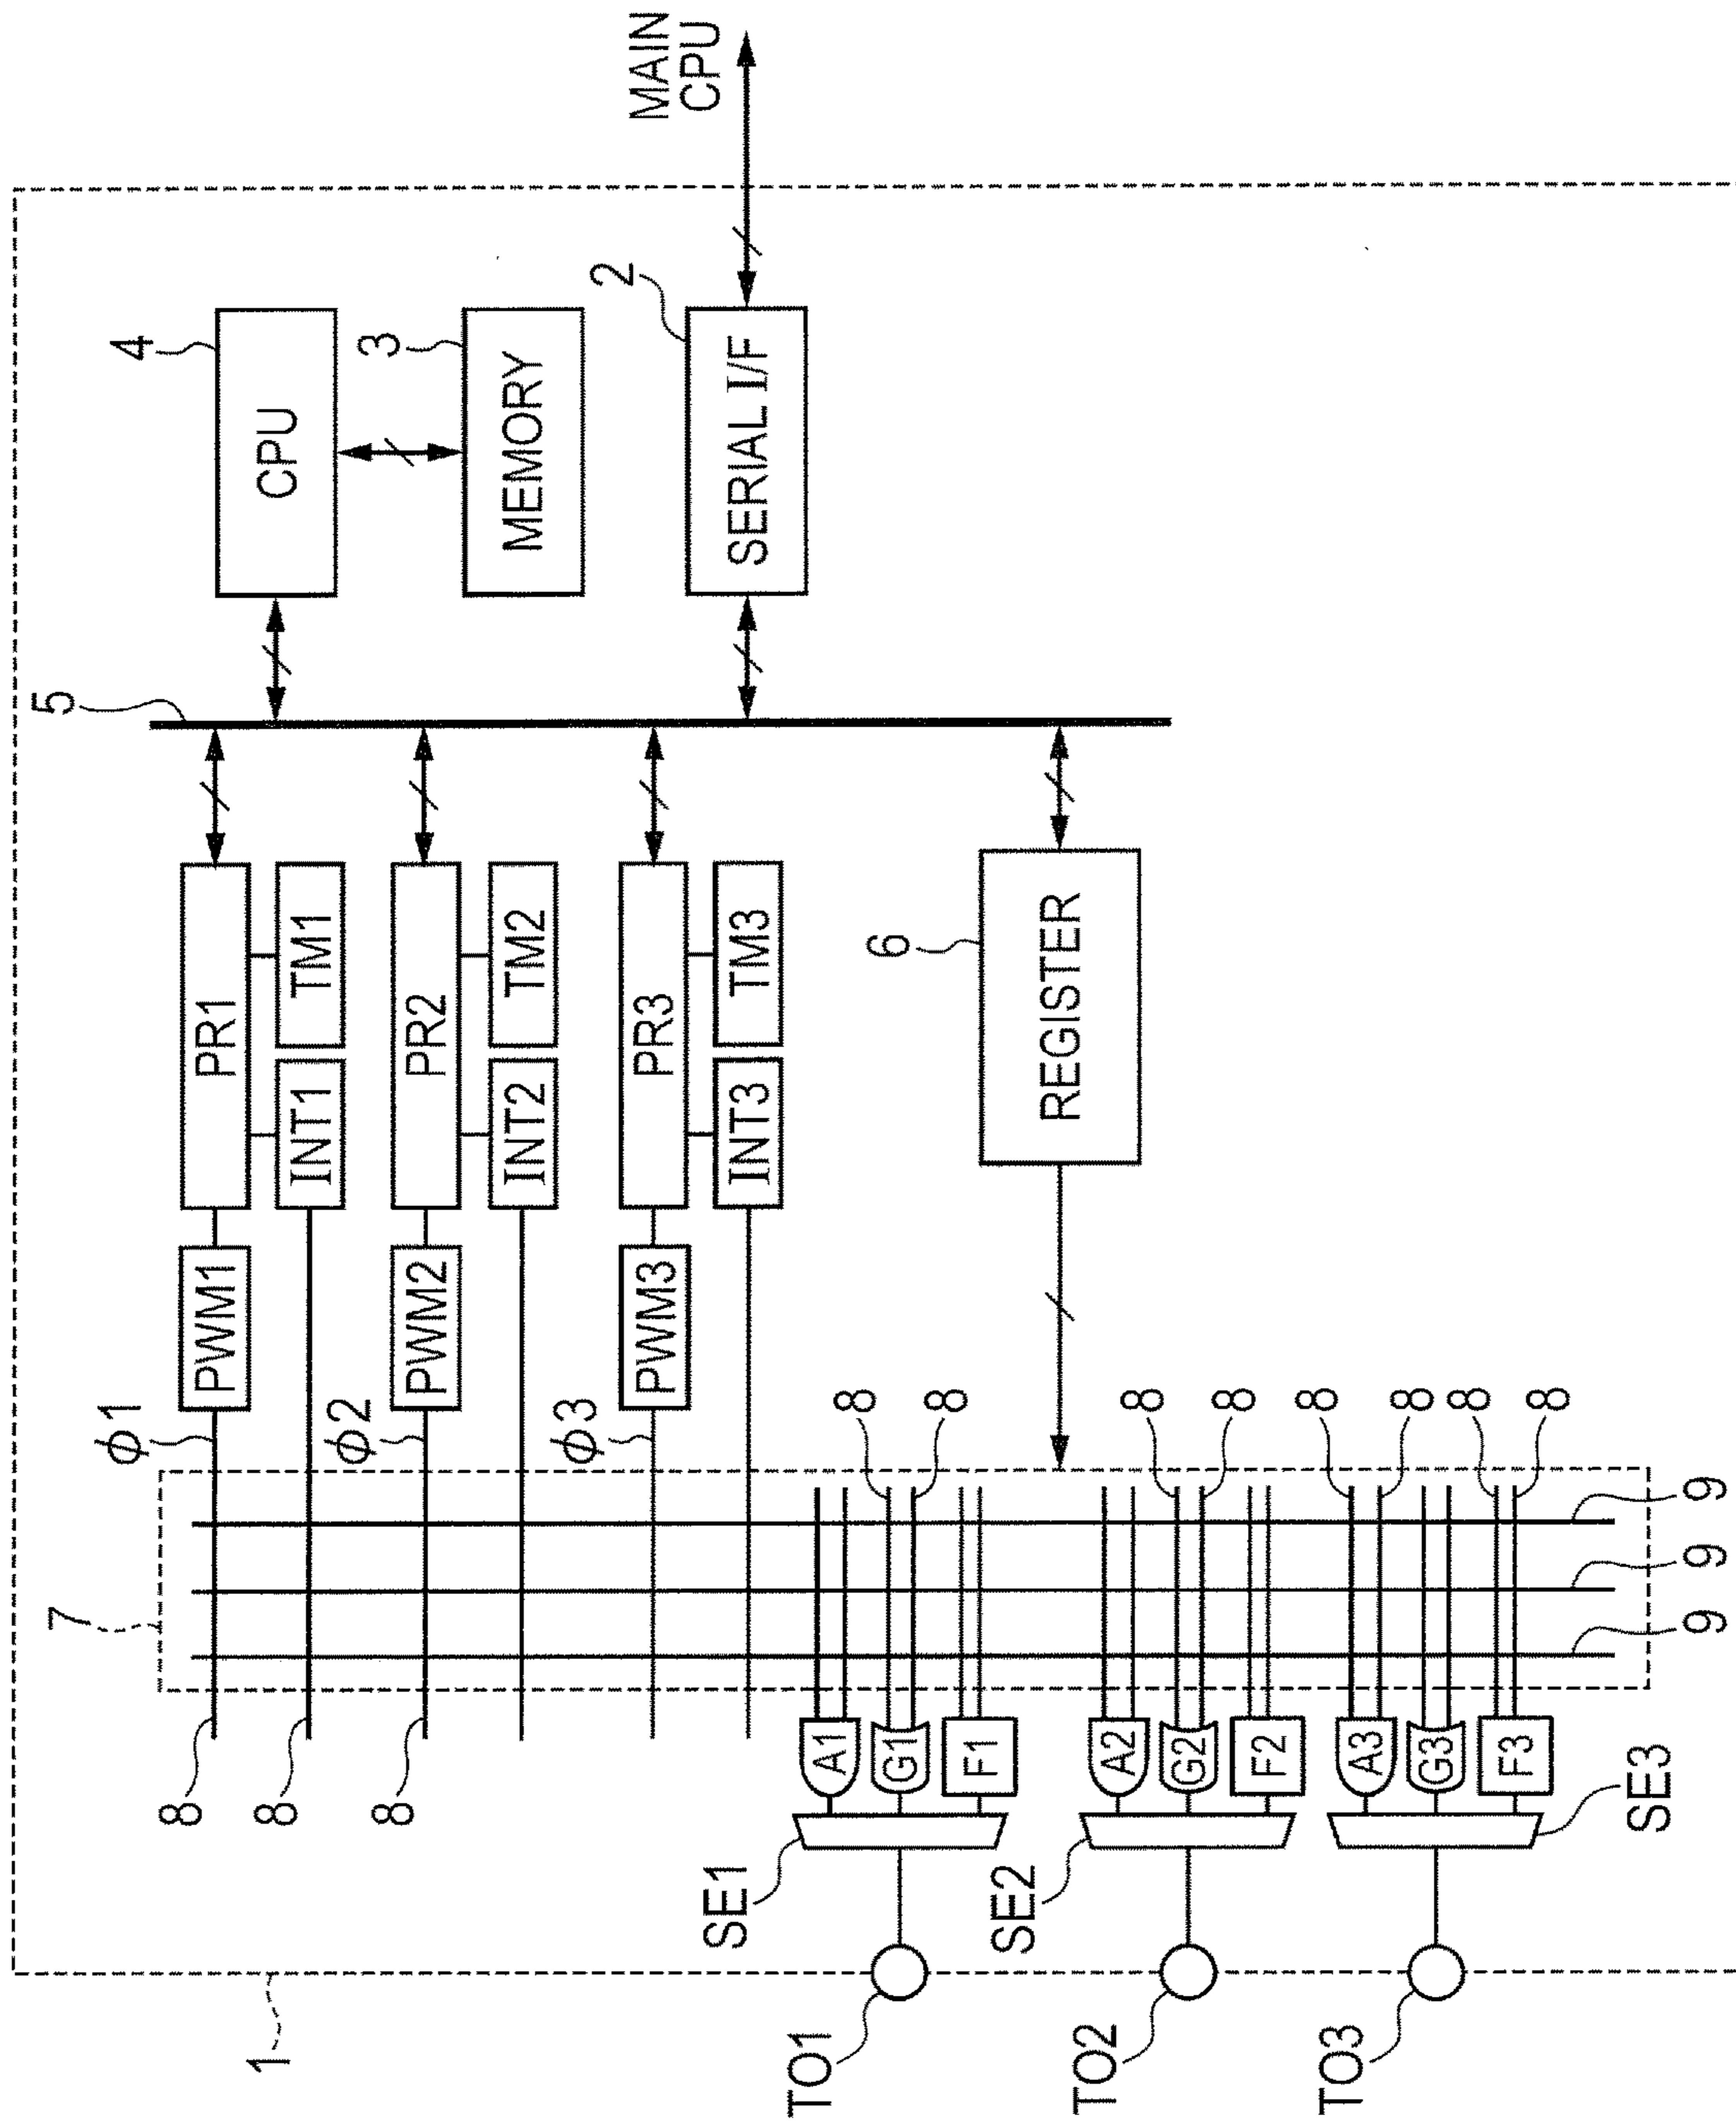 1
TO1
TO2
TO3
SE1
SE2
SE3
8
8
8
A1
G1
F1
A2
G2
F2
A3
G3
F3
7
9
9
9
8
8
8
8
8
8
8
8
ϕ1
ϕ2
ϕ3
PWM1
PWM2
PWM3
PR1
INT1
TM1
PR2
INT2
TM2
PR3
INT3
TM3
6
REGISTER
5
4
CPU
3
MEMORY
2
SERIAL I/F
MAIN
CPU